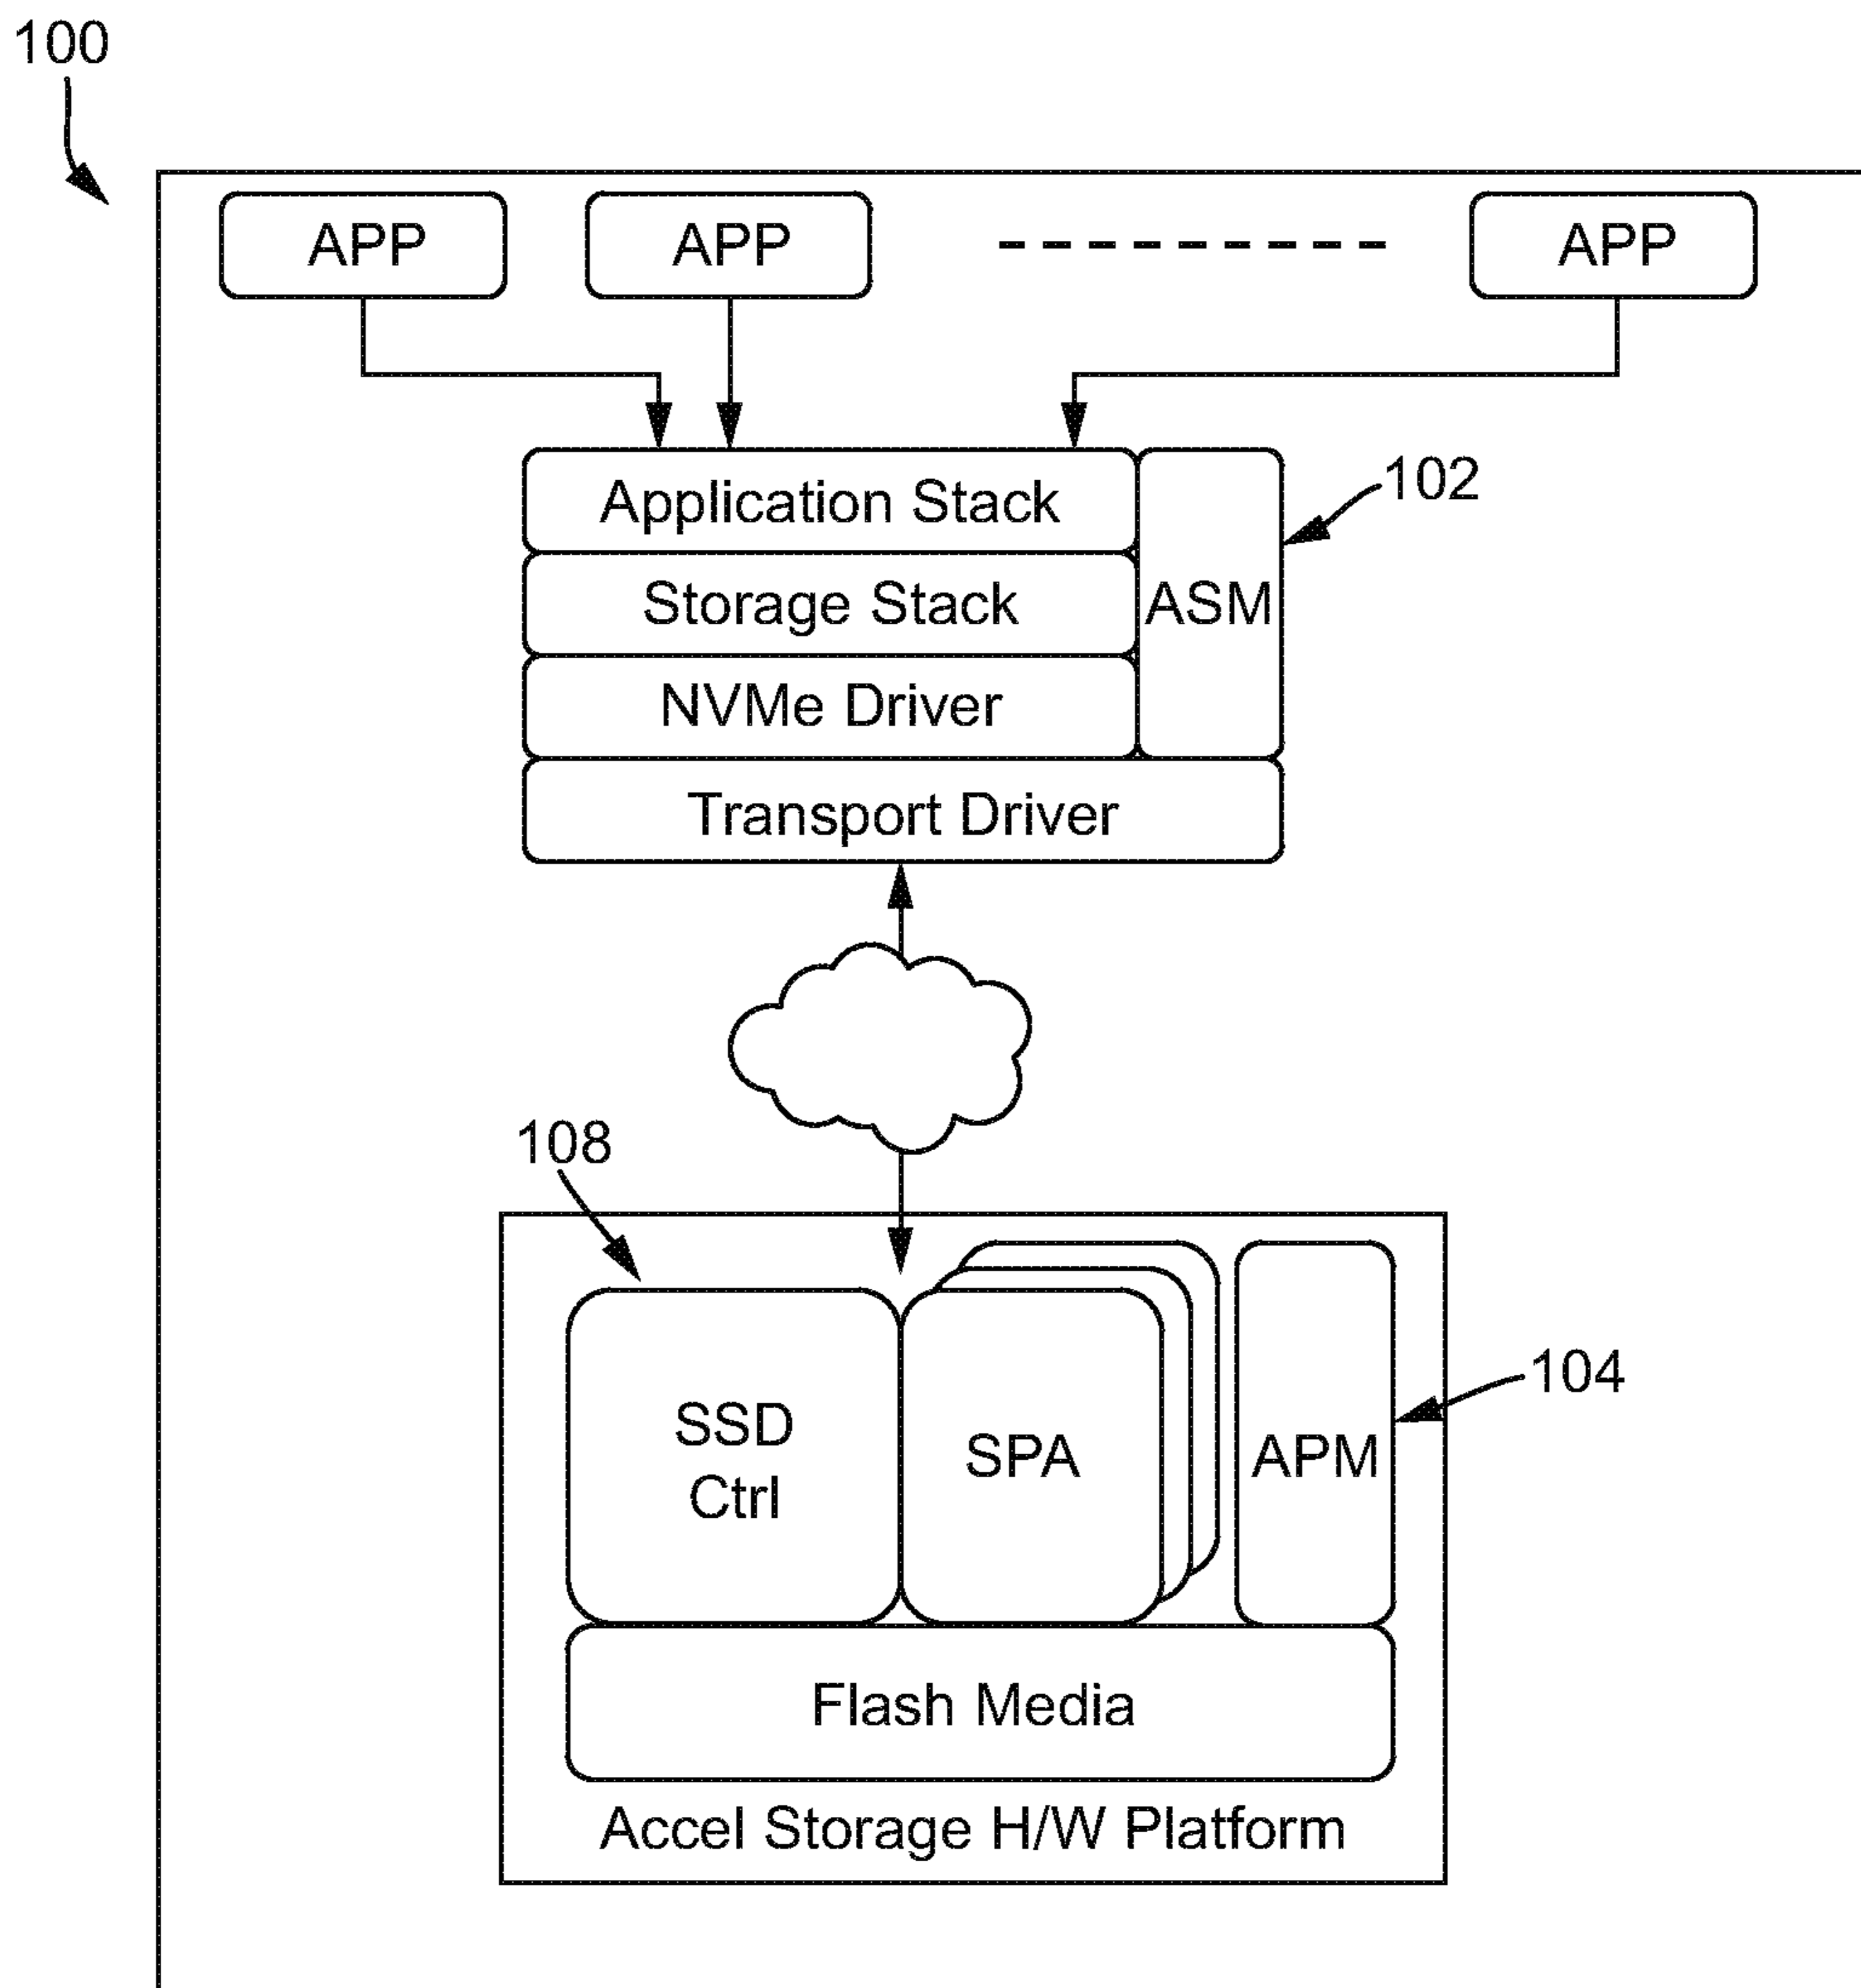 100
APP
APP
APP
Application Stack
102
Storage Stack
ASM
NVMe Driver
Transport Driver
108
SSD
Ctrl
SPA
APM
104
Flash Media
Accel Storage H/W Platform